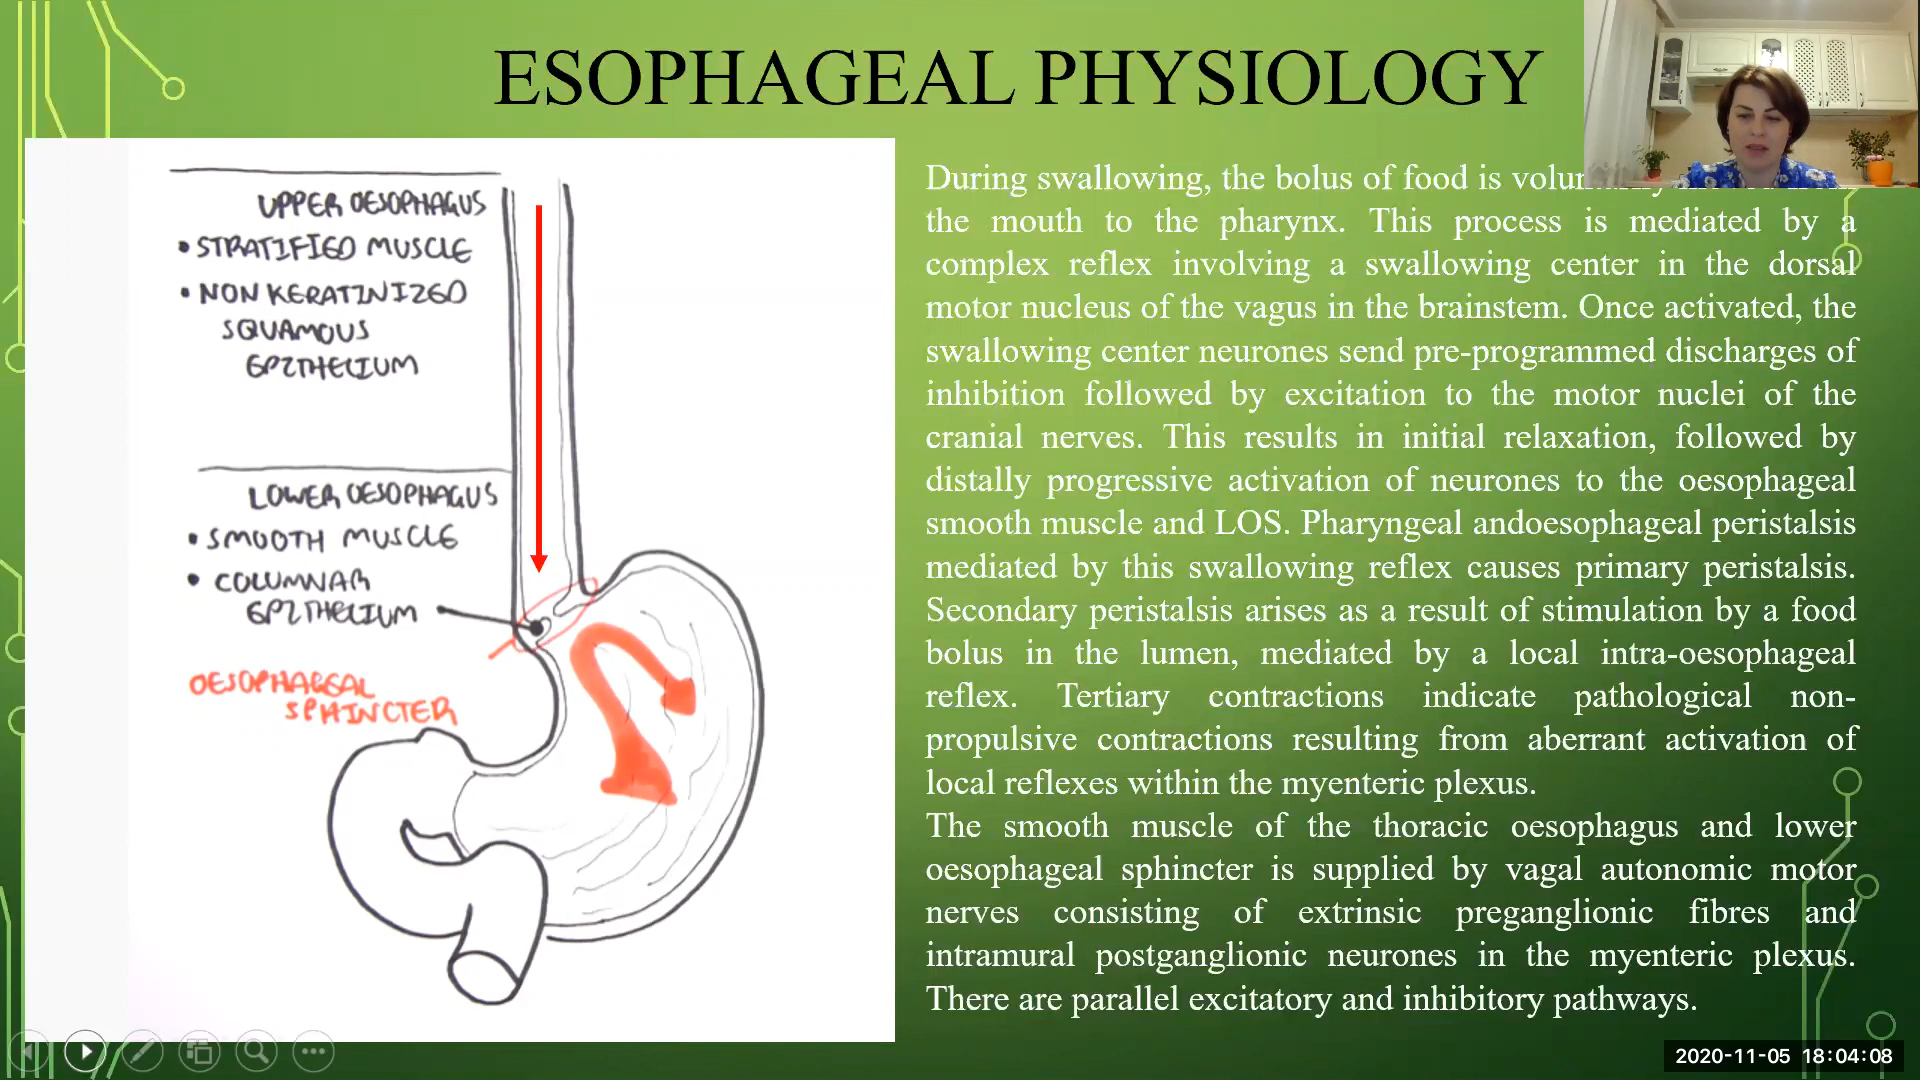 ESOPHAGEAL PHYSIOLOGY
UPPER OESOPHAGUS
• STRATIFIED MUSCLE
• NON KERATINIZED
SQUAMOUS
EPITHELIUM
LOWER OESOPHAGUS
• SMOOTH MUSCLE
• COLUMNAR
EPITHELIUM
OESOPHAGEAL
SPHINCTER
During swallowing, the bolus of food is
the mouth to the pharynx. This process is mediated by a
complex reflex involving a swallowing center in the dorsal
motor nucleus of the vagus in the brainstem. Once activated, the
swallowing center neurones send pre-programmed discharges of
inhibition followed by excitation to the motor nuclei of the
cranial nerves. This results in initial relaxation, followed by
distally progressive activation of neurones to the oesophageal
smooth muscle and LOS. Pharyngeal andoesophageal peristalsis
mediated by this swallowing reflex causes primary peristalsis.
Secondary peristalsis arises as a result of stimulation by a food
bolus in the lumen, mediated by a local intra-oesophageal
reflex. Tertiary contractions indicate pathological non-
propulsive contractions resulting from aberrant activation of
local reflexes within the myenteric plexus.
The smooth muscle of the thoracic oesophagus and lower
oesophageal sphincter is supplied by vagal autonomic motor
nerves consisting of extrinsic preganglionic fibres and
intramural postganglionic neurones in the myenteric plexus.
There are parallel excitatory and inhibitory pathways.
2020-11-05 18:04:08